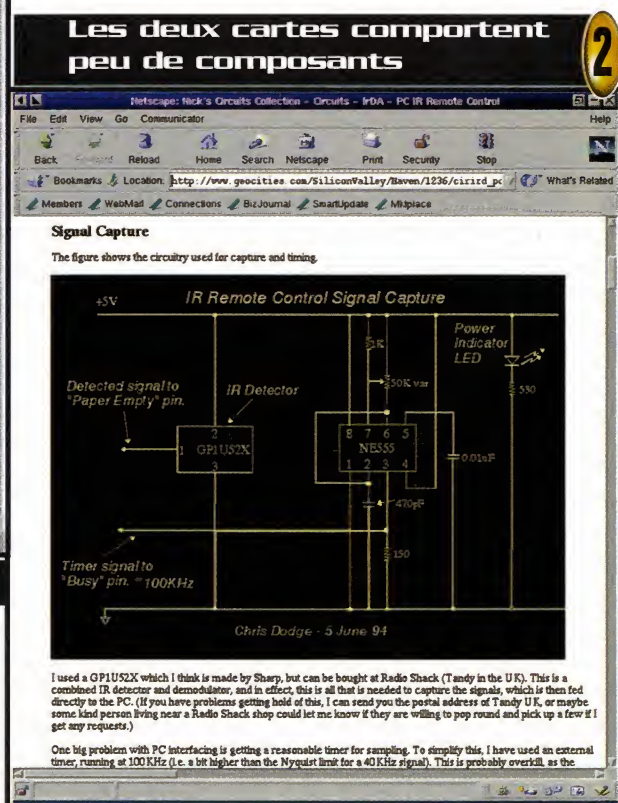 Les deux cartes comportent
peu de composants
2
Netscape: Nick's Circuits Collection - Circuits - IrDA - PC IR Remote Control
File Edit View Go Communicator Help
Back Reload Home Search Netscape Print Security Stop
Bookmarks Location: http://www.geocities.com/SiliconValley/Haven/1236/cirird_pc What's Related
Members WebMail Connections BizJournal SmartUpdate Mktplace
Signal Capture
The figure shows the circuitry used for capture and timing.
+5V
IR Remote Control Signal Capture
Power
Indicator
LED
1K
50K var
530
Detected signal to
"Paper Empty" pin.
IR Detector
2
1 GP1U52X
3
8 7 6 5
NE555
1 2 3 4
0.01uF
470pF
150
Timer signal to
"Busy" pin. ~100KHz
Chris Dodge - 5 June 94
I used a GP1U52X which I think is made by Sharp, but can be bought at Radio Shack (Tandy in the UK). This is a
combined IR detector and demodulator, and in effect, this is all that is needed to capture the signals, which is then fed
directly to the PC. (If you have problems getting hold of this, I can send you the postal address of Tandy UK, or maybe
some kind person living near a Radio Shack shop could let me know if they are willing to pop round and pick up a few if I
get any requests.)
One big problem with PC interfacing is getting a reasonable timer for sampling. To simplify this, I have used an external
timer, running at 100 KHz (i.e. a bit higher than the Nyquist limit for a 40 KHz signal). This is probably overkill, as the